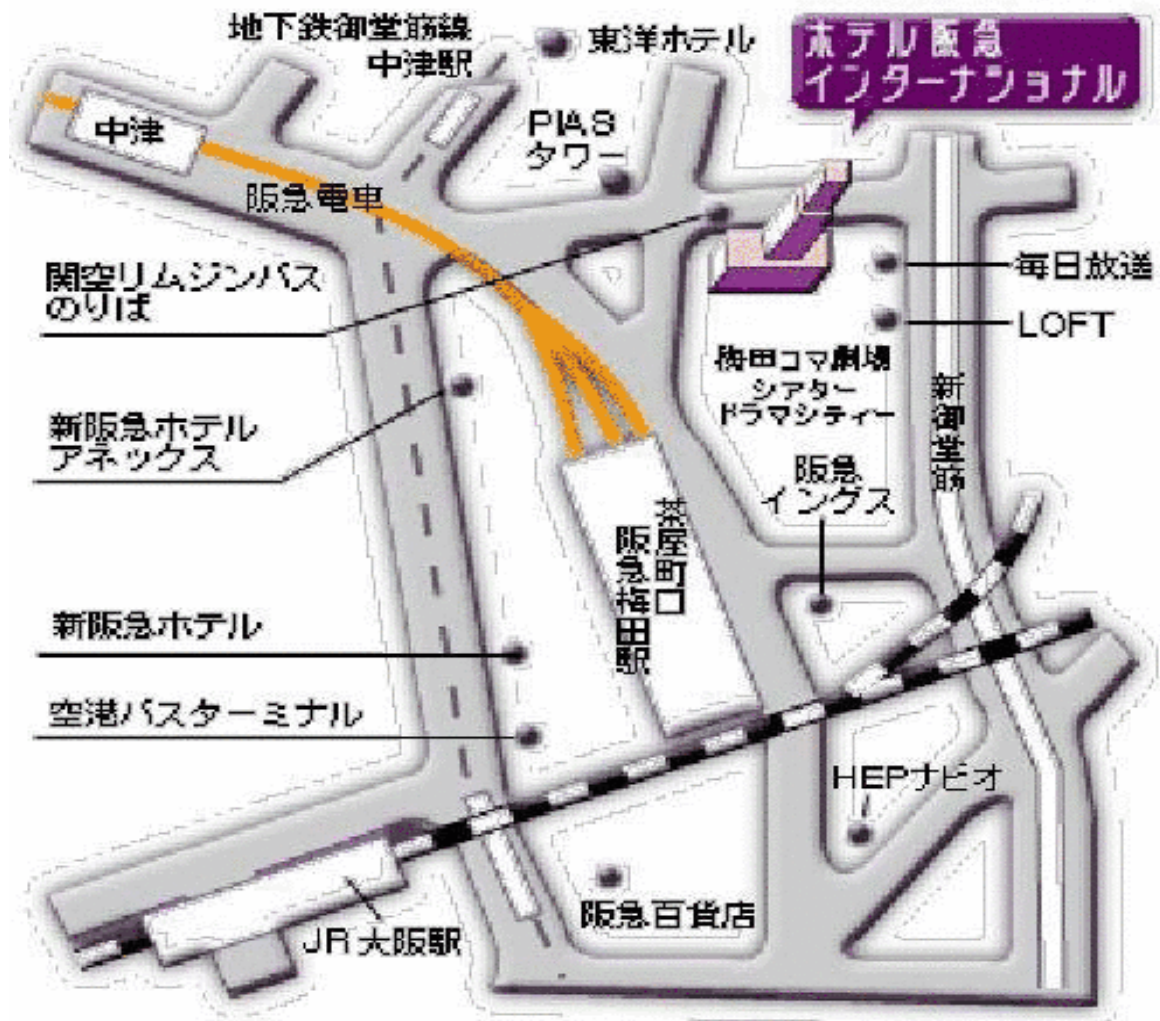 地下鉄御堂筋線
中津駅
東洋ホテル
ホテル阪急
インターナショナル
中津
PIAS
タワー
阪急電車
関空リムジンバス
のりば
毎日放送
LOFT
梅田コマ劇場
シアター
ドラマシティー
新御堂筋
新阪急ホテル
アネックス
阪急
イングス
茶屋町口
阪急梅田駅
新阪急ホテル
空港バスターミナル
HEPナビオ
阪急百貨店
JR大阪駅